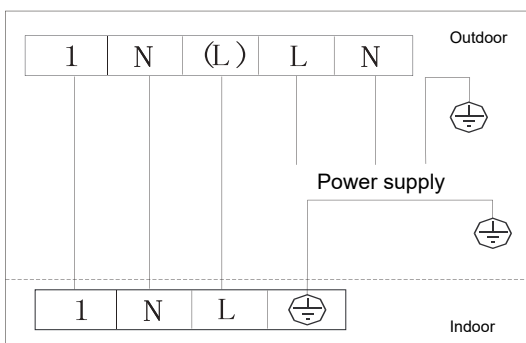 Outdoor
1 N (L) L N
Power supply
1 N L
Indoor